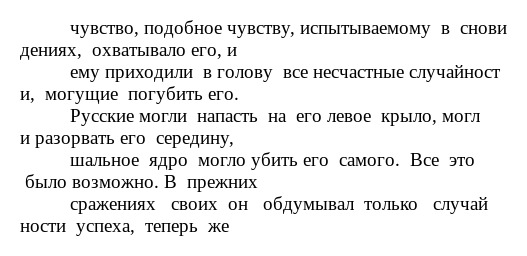 чувство, подобное чувству, испытываемому в снови
дениях, охватывало его, и
ему приходили в голову все несчастные случайност
и, могущие погубить его.
Русские могли напасть на его левое крыло, могл
и разорвать его середину,
шальное ядро могло убить его самого. Все это
было возможно. В прежних
сражениях своих он обдумывал только случай
ности успеха, теперь же